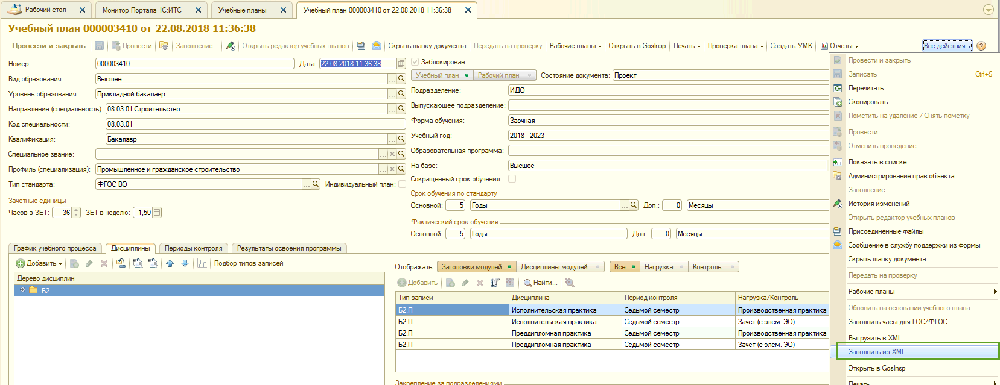 Рабочий стол
Монитор Портала 1С:ИТС
Учебные планы
Учебный план 000003410 от 22.08.2018 11:36:38
Учебный план 000003410 от 22.08.2018 11:36:38
Провести и закрыть Провести Заполнение... Открыть редактор учебных планов Скрыть шапку документа Передать на проверку Рабочие планы Открыть в GosInsp Печать Проверка плана Создать УМК Отчеты Все действия
Номер: 000003410 Дата: 22.08.2018 11:36:38
Вид образования: Высшее
Уровень образования: Прикладной бакалавр
Направление (специальность): 08.03.01 Строительство
Код специальности: 08.03.01
Квалификация: Бакалавр
Специальное звание:
Профиль (специализация): Промышленное и гражданское строительство
Тип стандарта: ФГОС ВО Индивидуальный план:
Зачетные единицы
Часов в ЗЕТ: 36 ЗЕТ в неделю: 1,50
Заблокирован
Учебный план Рабочий план Состояние документа: Проект
Подразделение: ИДО
Выпускающее подразделение:
Форма обучения: Заочная
Учебный год: 2018 - 2023
Образовательная программа:
На базе: Высшее
Сокращенный срок обучения:
Срок обучения по стандарту
Основной: 5 Годы Доп.: 0 Месяцы
Фактический срок обучения
Основной: 5 Годы Доп.: 0 Месяцы
График учебного процесса Дисциплины Периоды контроля Результаты освоения программы
Добавить Подбор типов записей
Дерево дисциплин
Б2
Отображать: Заголовки модулей Дисциплины модулей Все Нагрузка Контроль
Добавить Найти...
Тип записи Дисциплина Период контроля Нагрузка/Контроль
Б2.П Исполнительская практика Седьмой семестр Производственная практика
Б2.П Исполнительская практика Седьмой семестр Зачет (с элем. ЭО)
Б2.П Преддипломная практика Седьмой семестр Производственная практика
Б2.П Преддипломная практика Седьмой семестр Зачет (с элем. ЭО)
Закрепление за подразделениями
Провести и закрыть
Записать Ctrl+S
Перечитать
Скопировать
Пометить на удаление / Снять пометку
Провести
Отменить проведение
Показать в списке
Администрирование прав объекта
Заполнение...
История изменений
Открыть редактор учебных планов
Присоединенные файлы
Сообщение в службу поддержки из формы
Скрыть шапку документа
Передать на проверку
Рабочие планы
Обновить на основании учебного плана
Заполнить часы для ГОС/ФГОС
Выгрузить в XML
Заполнить из XML
Открыть в GosInsp
Печать